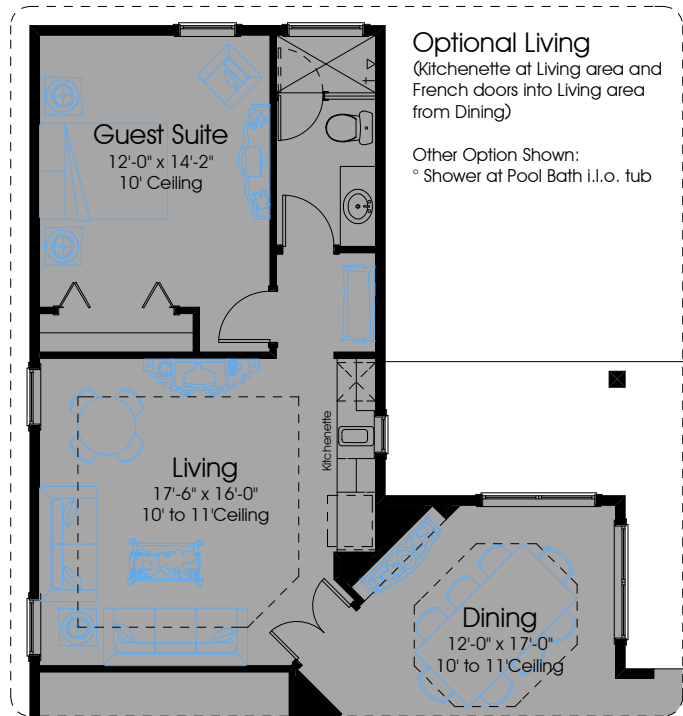 Optional Living
(Kitchenette at Living area and
French doors into Living area
from Dining)
Other Option Shown:
° Shower at Pool Bath i.l.o. tub
Guest Suite
12'-0" x 14'-2"
10' Ceiling
Kitchenette
Living
17'-6" x 16'-0"
10' to 11'Ceiling
Dining
12'-0" x 17'-0"
10' to 11'Ceiling